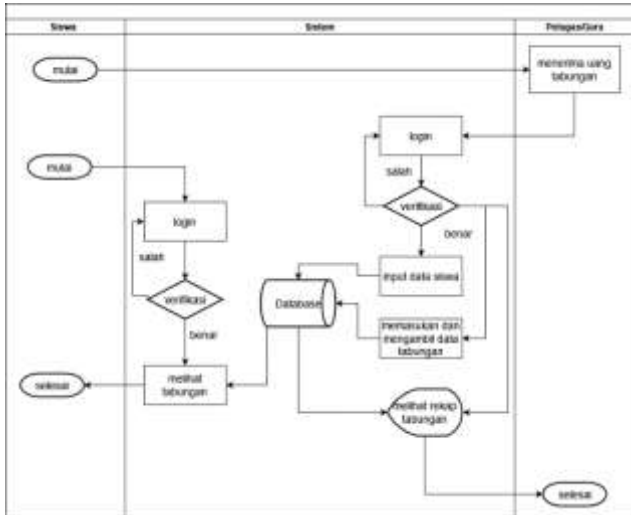 Siswa
Sistem
Petugas/Guru
mulai
menerima uang
tabungan
login
mulai
salah
verifikasi
login
benar
salah
input data siswa
Database
verifikasi
memasukan dan
mengambil data
tabungan
benar
melihat
tabungan
selesai
melihat rekap
tabungan
selesai